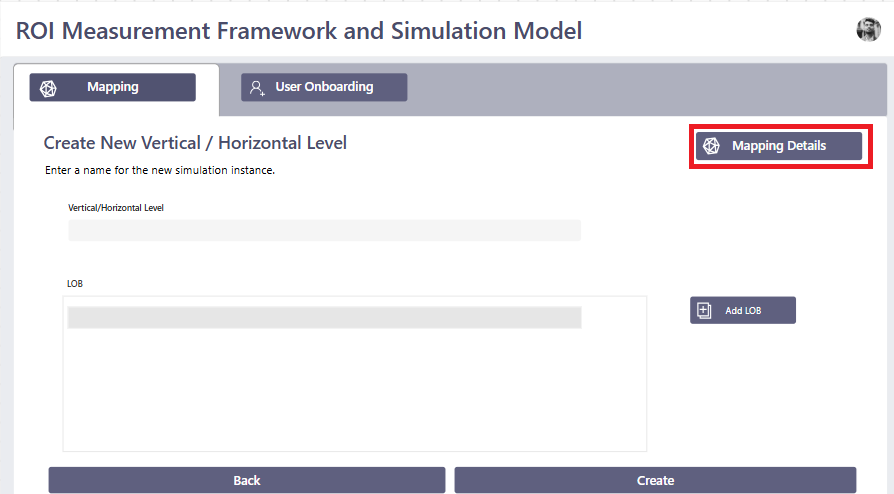 ROI Measurement Framework and Simulation Model
Mapping
User Onboarding
Create New Vertical / Horizontal Level
Mapping Details
Enter a name for the new simulation instance.
Vertical/Horizontal Level
LOB
Add LOB
Back
Create